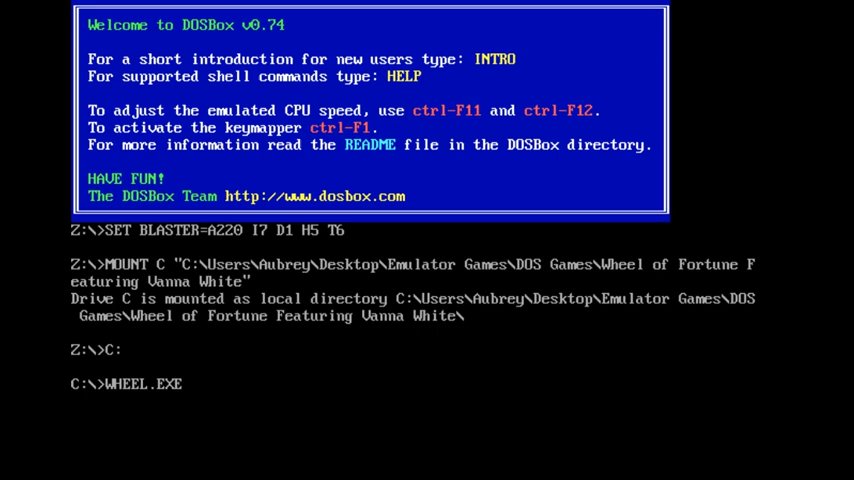 Welcome to DOSBox v0.74
For a short introduction for new users type: INTRO
For supported shell commands type: HELP
To adjust the emulated CPU speed, use ctrl-F11 and ctrl-F12.
To activate the keymapper ctrl-F1.
For more information read the README file in the DOSBox directory.
HAVE FUN!
The DOSBox Team http://www.dosbox.com
Z:\>SET BLASTER=A220 I7 D1 H5 T6
Z:\>MOUNT C "C:\Users\Aubrey\Desktop\Emulator Games\DOS Games\Wheel of Fortune F
eaturing Vanna White"
Drive C is mounted as local directory C:\Users\Aubrey\Desktop\Emulator Games\DOS
Games\Wheel of Fortune Featuring Vanna White\
Z:\>C:
C:\>WHEEL.EXE